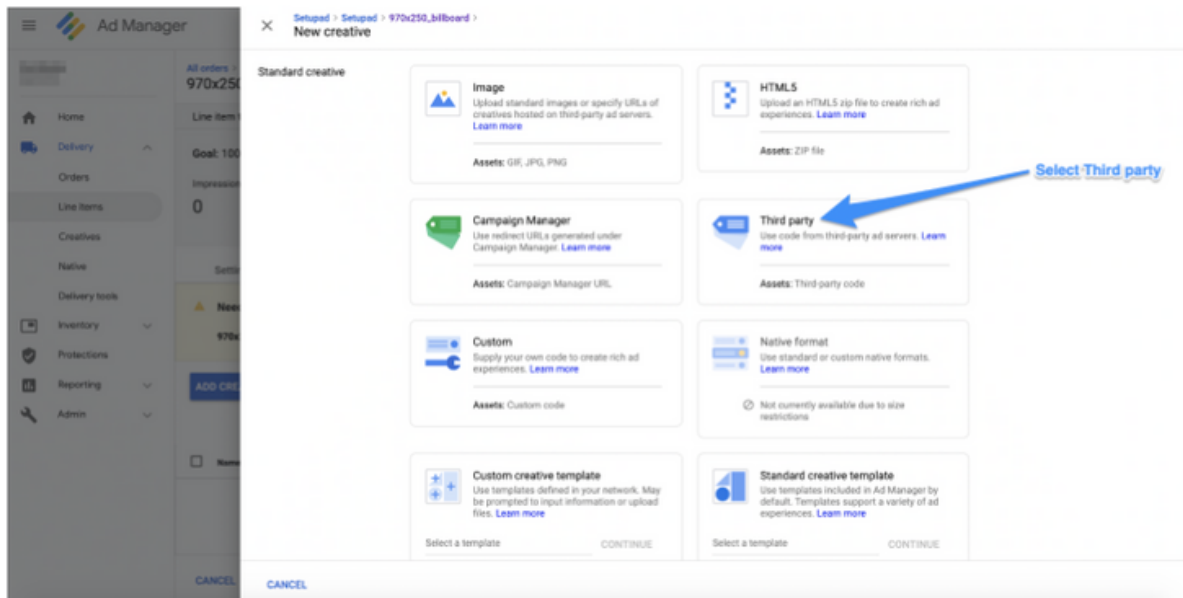 Ad Manager
Home
Delivery
Orders
Line items
Creatives
Native
Delivery tools
Inventory
Protections
Reporting
Admin
All orders >
970x250
Line item
Goal: 100
Impression
0
Settin
Need
970x
ADD CRE
Name
CANCEL
Setupad > Setupad > 970x250_billboard >
New creative
Standard creative
Image
Upload standard images or specify URLs of
creatives hosted on third-party ad servers.
Learn more
Assets: GIF, JPG, PNG
HTML5
Upload an HTML5 zip file to create rich ad
experiences. Learn more
Assets: ZIP file
Select Third party
Campaign Manager
Use redirect URLs generated under
Campaign Manager. Learn more
Assets: Campaign Manager URL
Third party
Use code from third-party ad servers. Learn
more
Assets: Third-party code
Custom
Supply your own code to create rich ad
experiences. Learn more
Assets: Custom code
Native format
Use standard or custom native formats.
Learn more
Not currently available due to size
restrictions
Custom creative template
Use templates defined in your network. May
be prompted to input information or upload
files. Learn more
Select a template CONTINUE
Standard creative template
Use templates included in Ad Manager by
default. Templates support a variety of ad
experiences. Learn more
Select a template CONTINUE
CANCEL